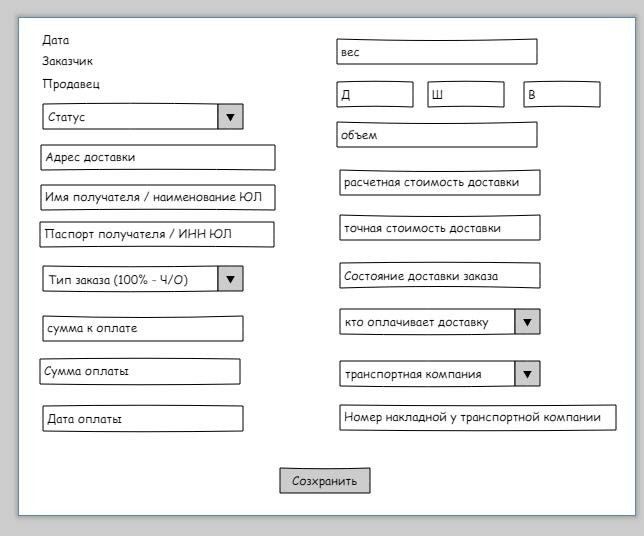 Дата
Заказчик
Продавец
Статус
Адрес доставки
Имя получателя / наименование ЮЛ
Паспорт получателя / ИНН ЮЛ
Тип заказа (100% - Ч/О)
сумма к оплате
Сумма оплаты
Дата оплаты
вес
Д Ш В
объем
расчетная стоимость доставки
точная стоимость доставки
Состояние доставки заказа
кто оплачивает доставку
транспортная компания
Номер накладной у транспортной компании
Созхранить